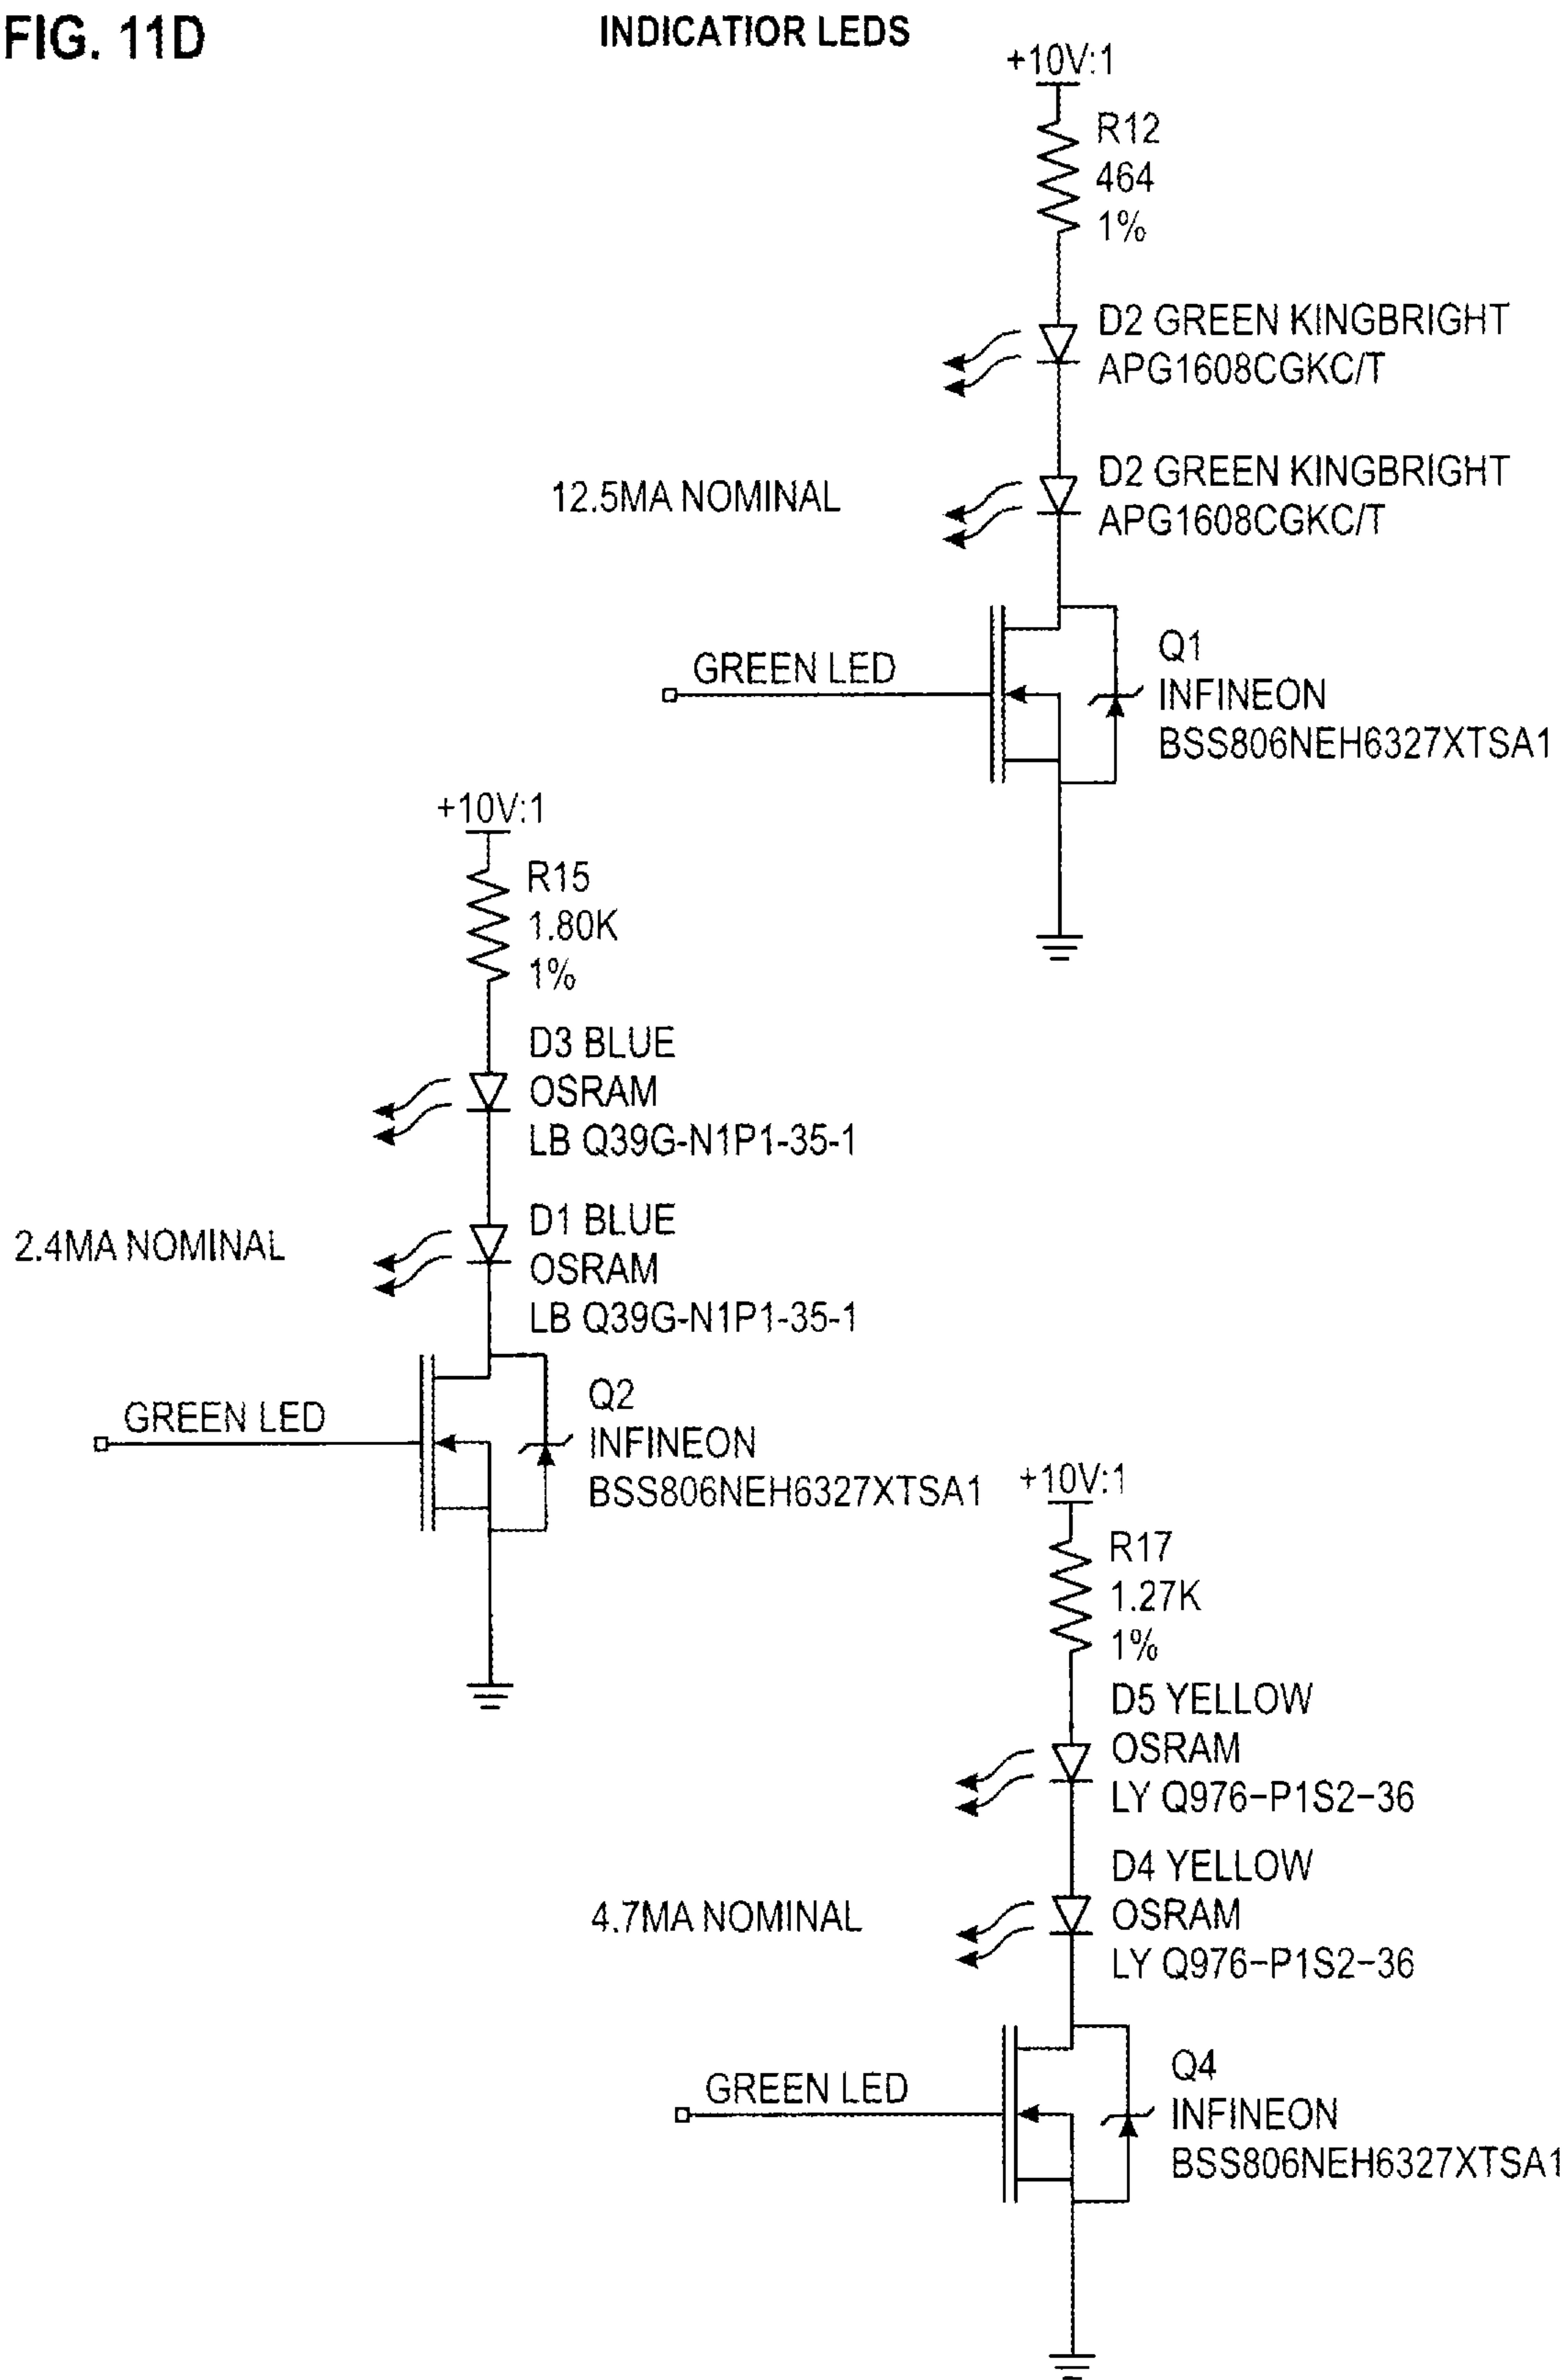 FIG. 11D
INDICATIOR LEDS
+10V:1
R12
464
1%
D2 GREEN KINGBRIGHT
APG1608CGKC/T
D2 GREEN KINGBRIGHT
APG1608CGKC/T
12.5MA NOMINAL
GREEN LED
Q1
INFINEON
BSS806NEH6327XTSA1
+10V:1
R15
1.80K
1%
D3 BLUE
OSRAM
LB Q39G-N1P1-35-1
D1 BLUE
OSRAM
LB Q39G-N1P1-35-1
2.4MA NOMINAL
GREEN LED
Q2
INFINEON
BSS806NEH6327XTSA1
+10V:1
R17
1.27K
1%
D5 YELLOW
OSRAM
LY Q976-P1S2-36
D4 YELLOW
OSRAM
LY Q976-P1S2-36
4.7MA NOMINAL
GREEN LED
Q4
INFINEON
BSS806NEH6327XTSA1